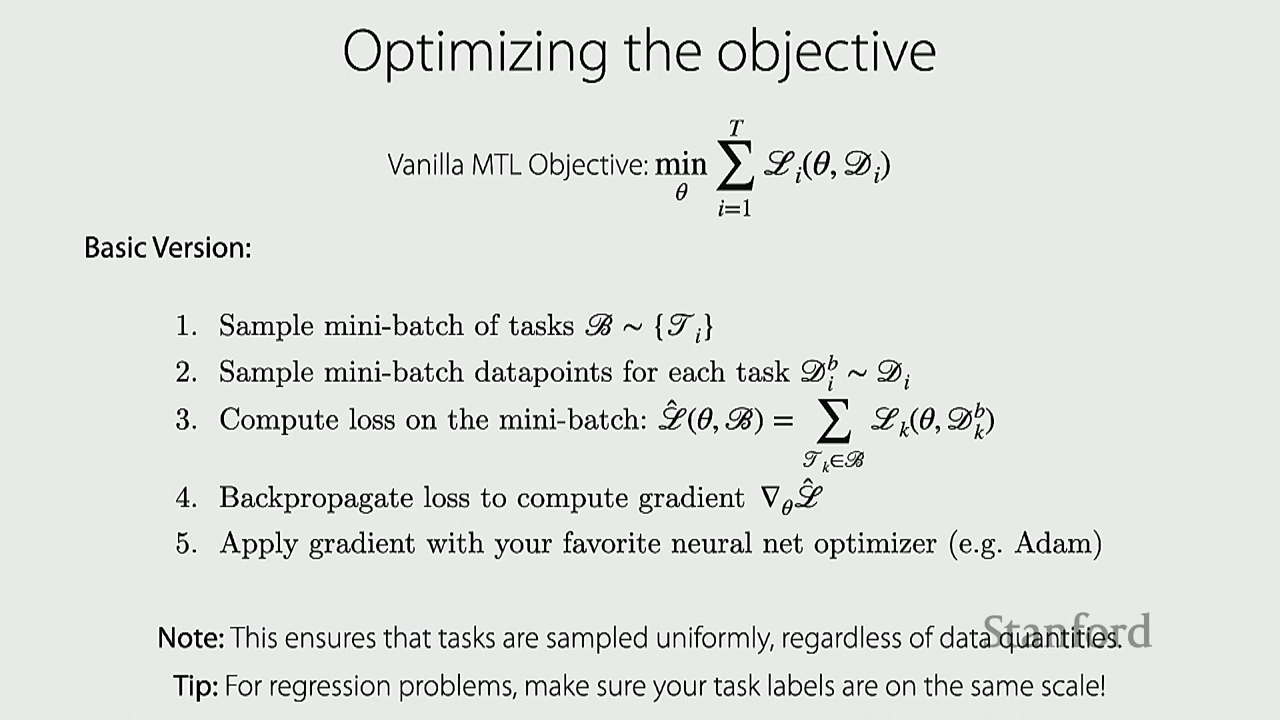 Optimizing the objective
Vanilla MTL Objective: min_θ ∑_{i=1}^{T} ℒ_i(θ, 𝒟_i)
Basic Version:
1. Sample mini-batch of tasks ℬ ∼ {𝒯_i}
2. Sample mini-batch datapoints for each task 𝒟_i^b ∼ 𝒟_i
3. Compute loss on the mini-batch: ℒ̂(θ, ℬ) = ∑_{𝒯_k∈ℬ} ℒ_k(θ, 𝒟_k^b)
4. Backpropagate loss to compute gradient ∇_θ ℒ̂
5. Apply gradient with your favorite neural net optimizer (e.g. Adam)
Note: This ensures that tasks are sampled uniformly, regardless of data quantities.
Stanford
Tip: For regression problems, make sure your task labels are on the same scale!